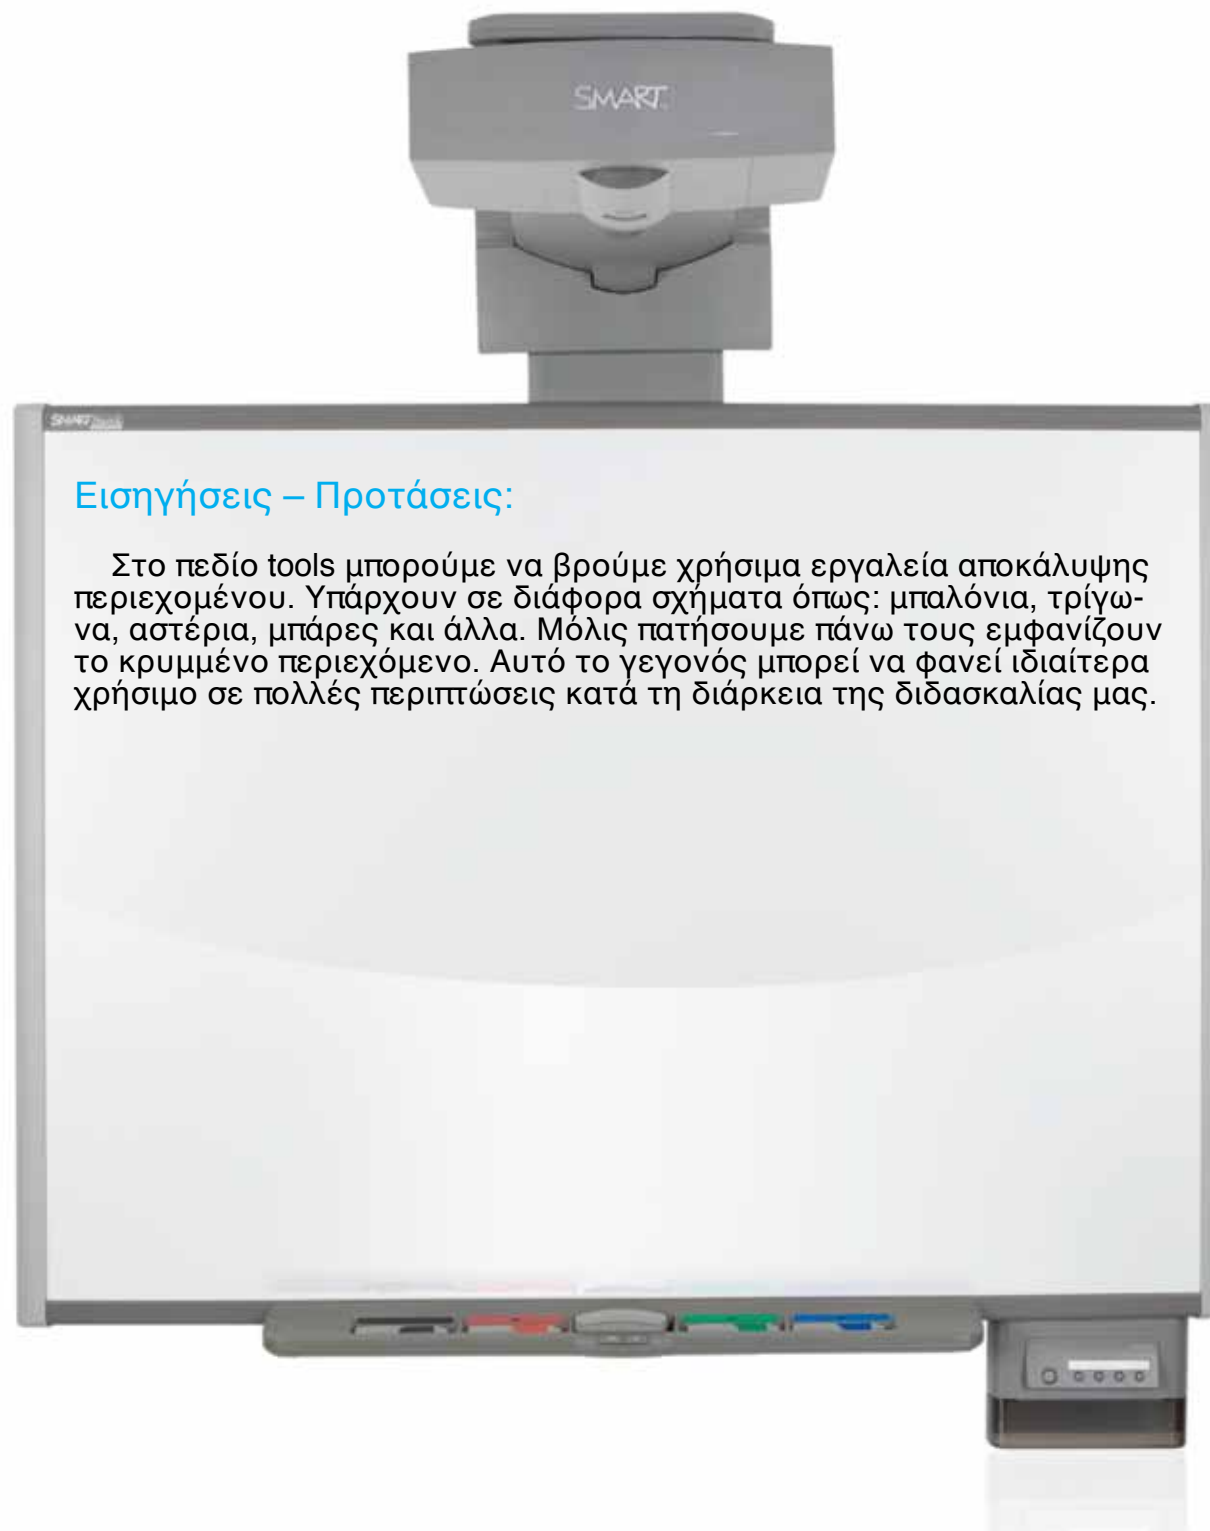 SMART
SMART
Εισηγήσεις – Προτάσεις:
Στο πεδίο tools μπορούμε να βρούμε χρήσιμα εργαλεία αποκάλυψης
περιεχομένου. Υπάρχουν σε διάφορα σχήματα όπως: μπαλόνια, τρίγω-
να, αστέρια, μπάρες και άλλα. Μόλις πατήσουμε πάνω τους εμφανίζουν
το κρυμμένο περιεχόμενο. Αυτό το γεγονός μπορεί να φανεί ιδιαίτερα
χρήσιμο σε πολλές περιπτώσεις κατά τη διάρκεια της διδασκαλίας μας.